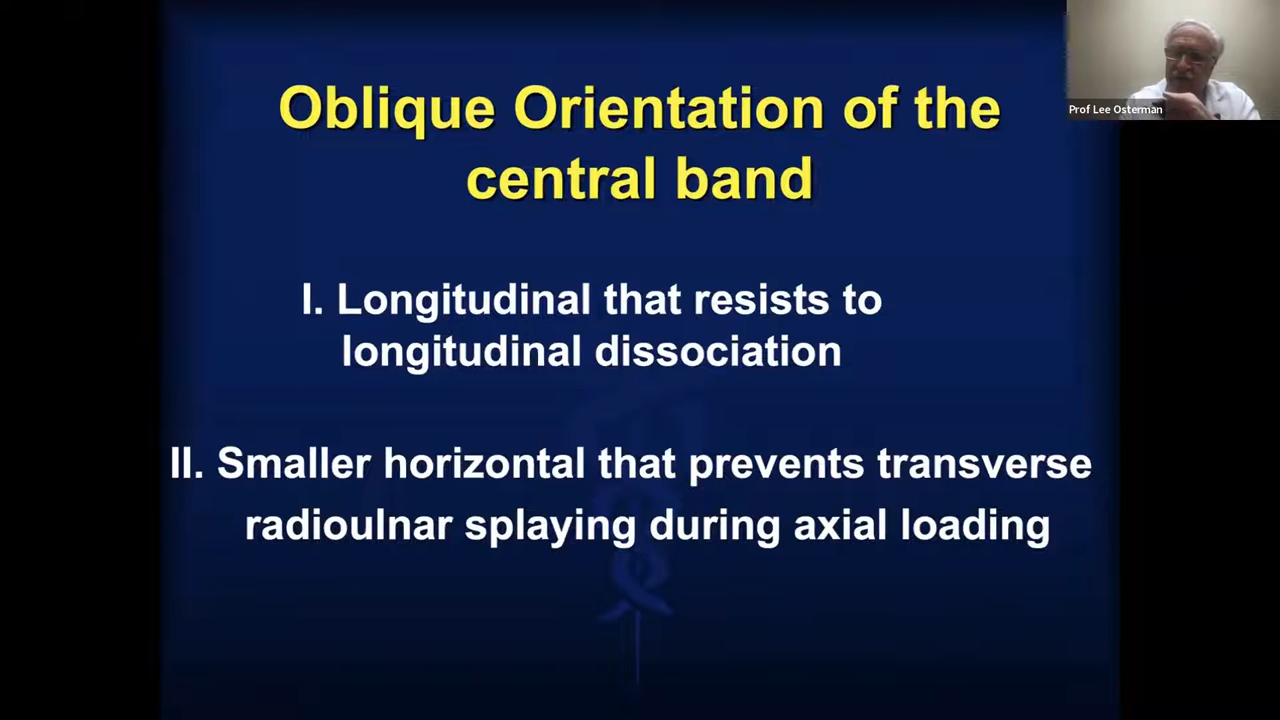 Oblique Orientation of the
central band
I. Longitudinal that resists to
longitudinal dissociation
II. Smaller horizontal that prevents transverse
radioulnar splaying during axial loading
Prof Lee Osterman